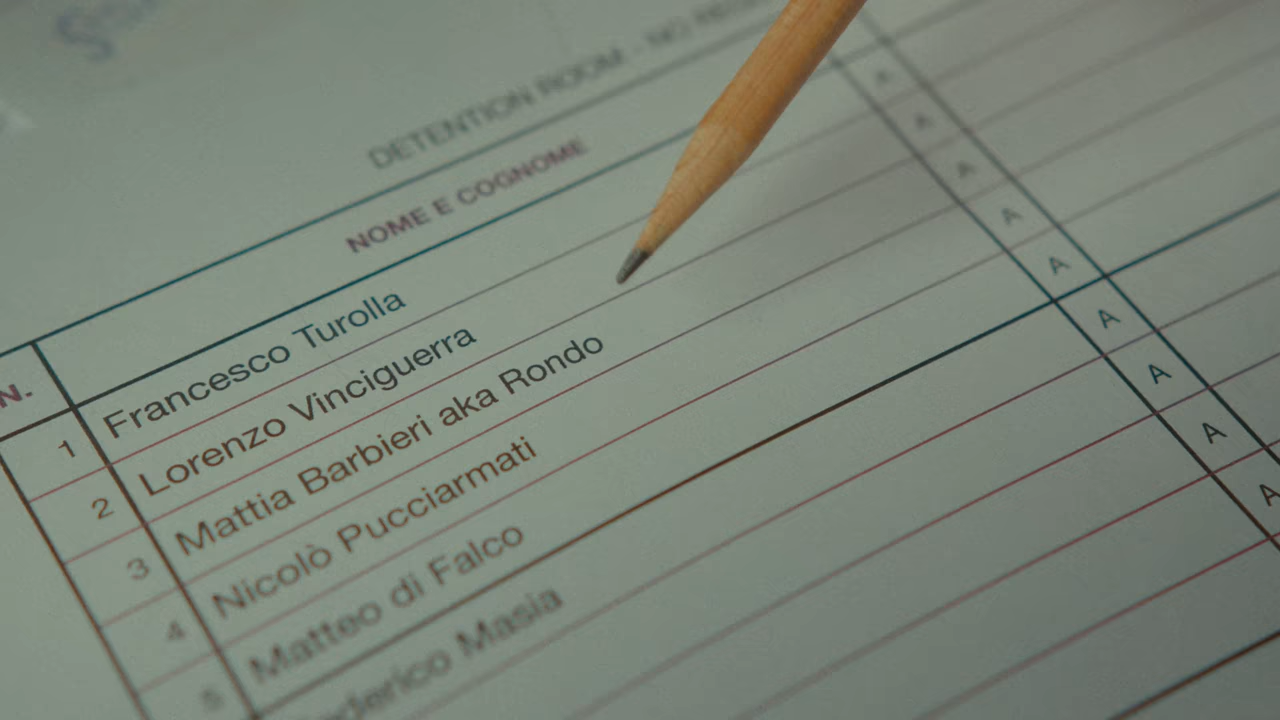 DETENTION ROOM - NO
N. NOME E COGNOME
1 Francesco Turolla A
2 Lorenzo Vinciguerra A
3 Mattia Barbieri aka Rondo A
4 Nicolò Pucciarmati A
5 Matteo di Falco A
Masia A
A
A
A